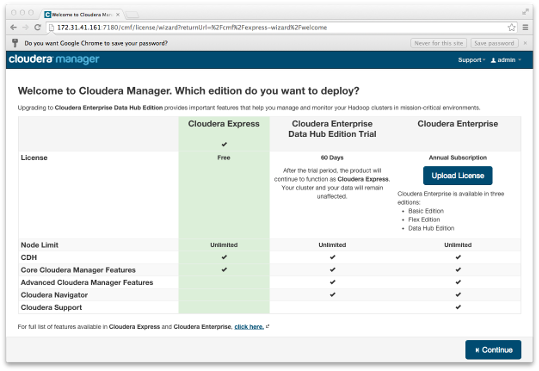 Welcome to Cloudera Man
172.31.41.161:7180/cmf/license/wizard?returnUrl=%2Fcmf%2Fexpress-wizard%2Fwelcome
Do you want Google Chrome to save your password? Never for this site Save password
cloudera manager Support admin
Welcome to Cloudera Manager. Which edition do you want to deploy?
Upgrading to Cloudera Enterprise Data Hub Edition provides important features that help you manage and monitor your Hadoop clusters in mission-critical environments.
Cloudera Express Cloudera Enterprise Cloudera Enterprise
Data Hub Edition Trial
✔
License Free 60 Days Annual Subscription
After the trial period, the product will
continue to function as Cloudera Express.
Your cluster and your data will remain
unaffected.
Upload License
Cloudera Enterprise is available in three
editions:
• Basic Edition
• Flex Edition
• Data Hub Edition
Node Limit Unlimited Unlimited Unlimited
CDH ✔ ✔ ✔
Core Cloudera Manager Features ✔ ✔ ✔
Advanced Cloudera Manager Features ✔ ✔
Cloudera Navigator ✔ ✔
Cloudera Support ✔
For full list of features available in Cloudera Express and Cloudera Enterprise, click here.
Continue